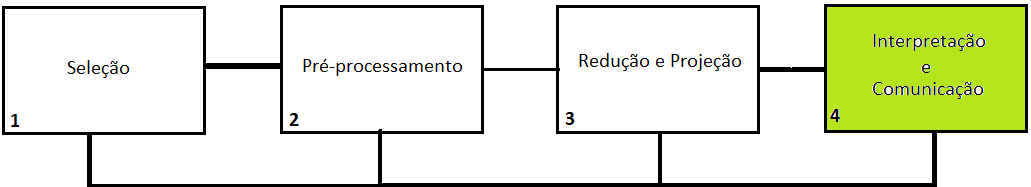 Seleção
1
Pré-processamento
2
Redução e Projeção
3
Interpretação
e
Comunicação
4